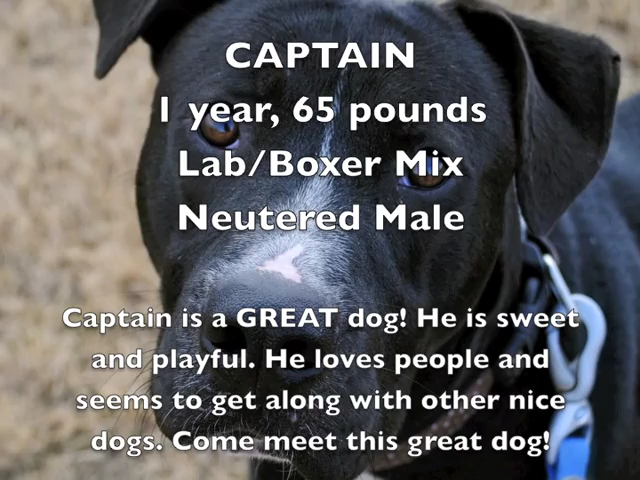 CAPTAIN
1 year, 65 pounds
Lab/Boxer Mix
Neutered Male
Captain is a GREAT dog! He is sweet
and playful. He loves people and
seems to get along with other nice
dogs. Come meet this great dog!